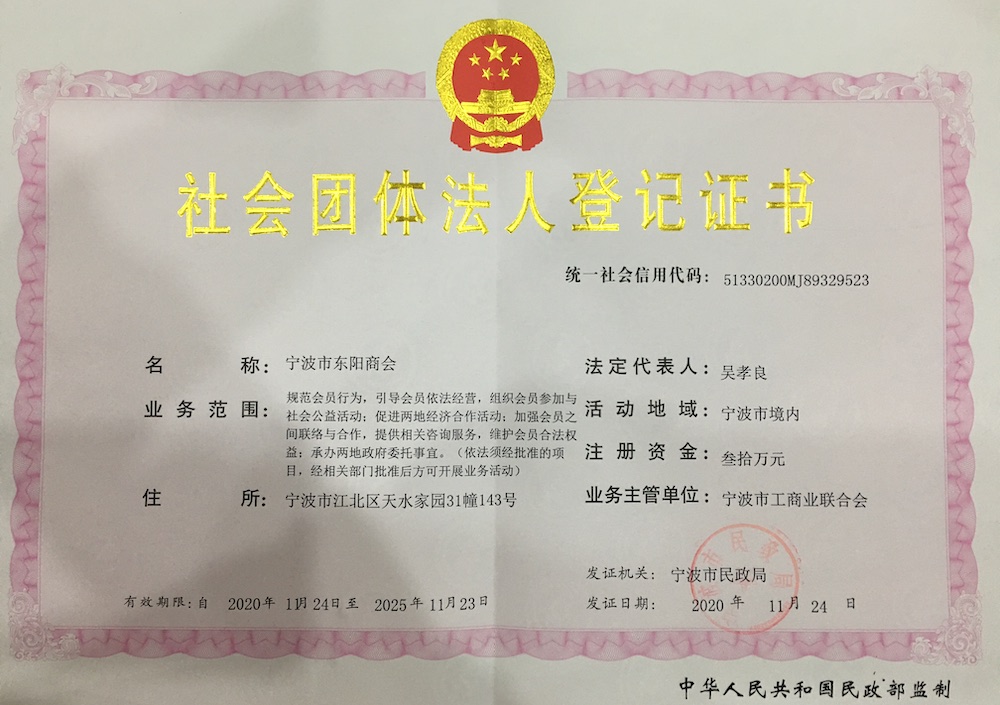 社会团体法人登记证书
统一社会信用代码： 51330200MJ89329523
名 称： 宁波市东阳商会
业务范围： 规范会员行为，引导会员依法经营，组织会员参加与
社会公益活动；促进两地经济合作活动；加强会员之
间联络与合作，提供相关咨询服务，维护会员合法权
益；承办两地政府委托事宜。（依法须经批准的项
目，经相关部门批准后方可开展业务活动）
住 所： 宁波市江北区天水家园31幢143号
法定代表人： 吴孝良
活动地域： 宁波市境内
注册资金： 叁拾万元
业务主管单位： 宁波市工商业联合会
发证机关： 宁波市民政局
发证日期： 2020 年 11月 24 日
有效期限：自 2020年 11月24日至 2025年11月23日
中华人民共和国民政部监制